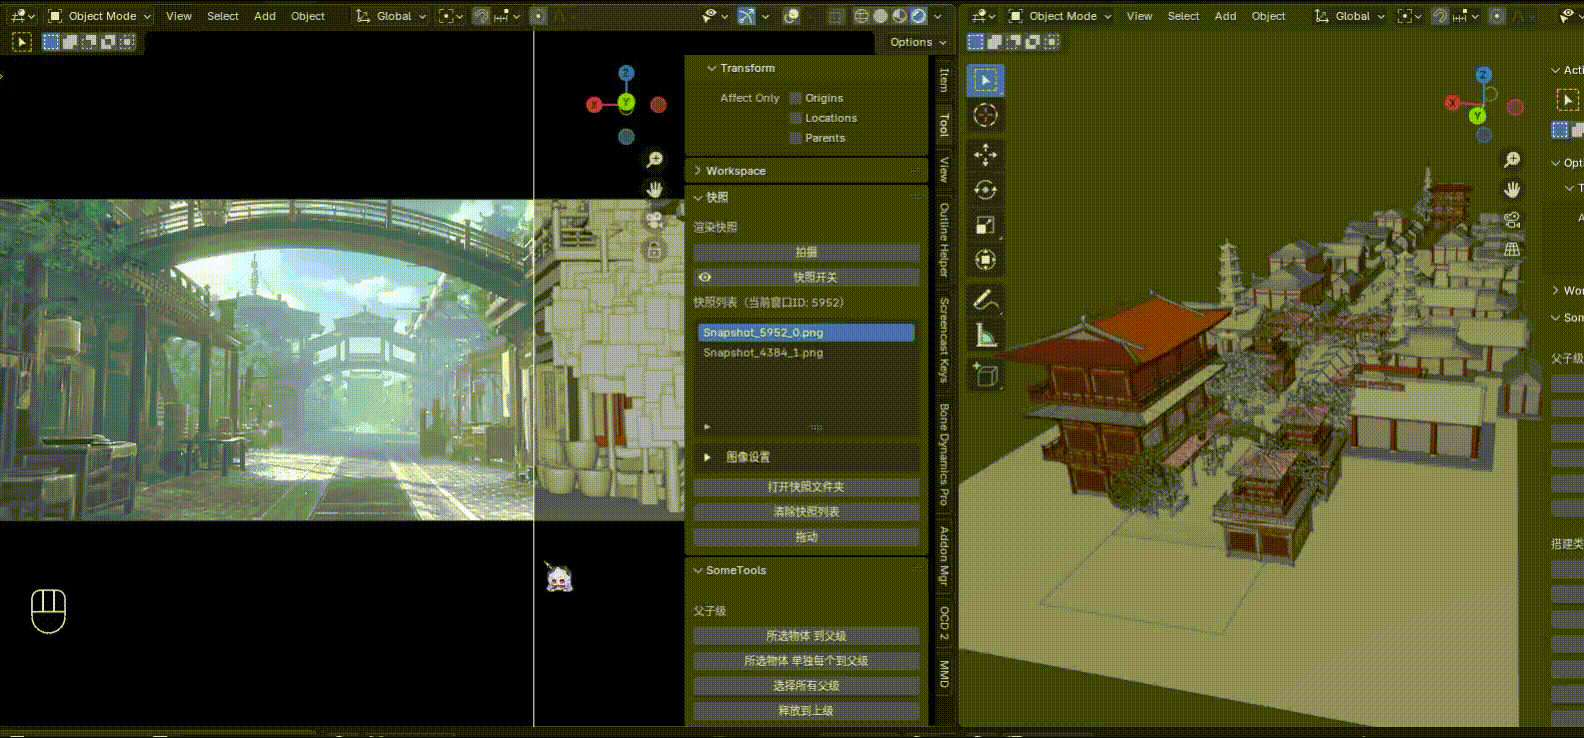 Object Mode View Select Add Object Global
Options
Transform
Affect Only Origins
Locations
Parents
Workspace
快照
渲染快照
拍摄
快照开关
快照列表（当前窗口ID: 5952）
Snapshot_5952_0.png
Snapshot_4384_1.png
图像设置
打开快照文件夹
清除快照列表
拖动
SomeTools
父子级
所选物体 到父级
所选物体 单独每个到父级
选择所有父级
释放到上级
Item
Tool
View
Outline Helper
Screencast Keys
Bone Dynamics Pro
Addon Mgr
OCD 2
MMD
Z
X
Y
Object Mode View Select Add Object Global
Z
X
Y
Acti
Opti
T
A
Wor
Som
父子级
搭建类